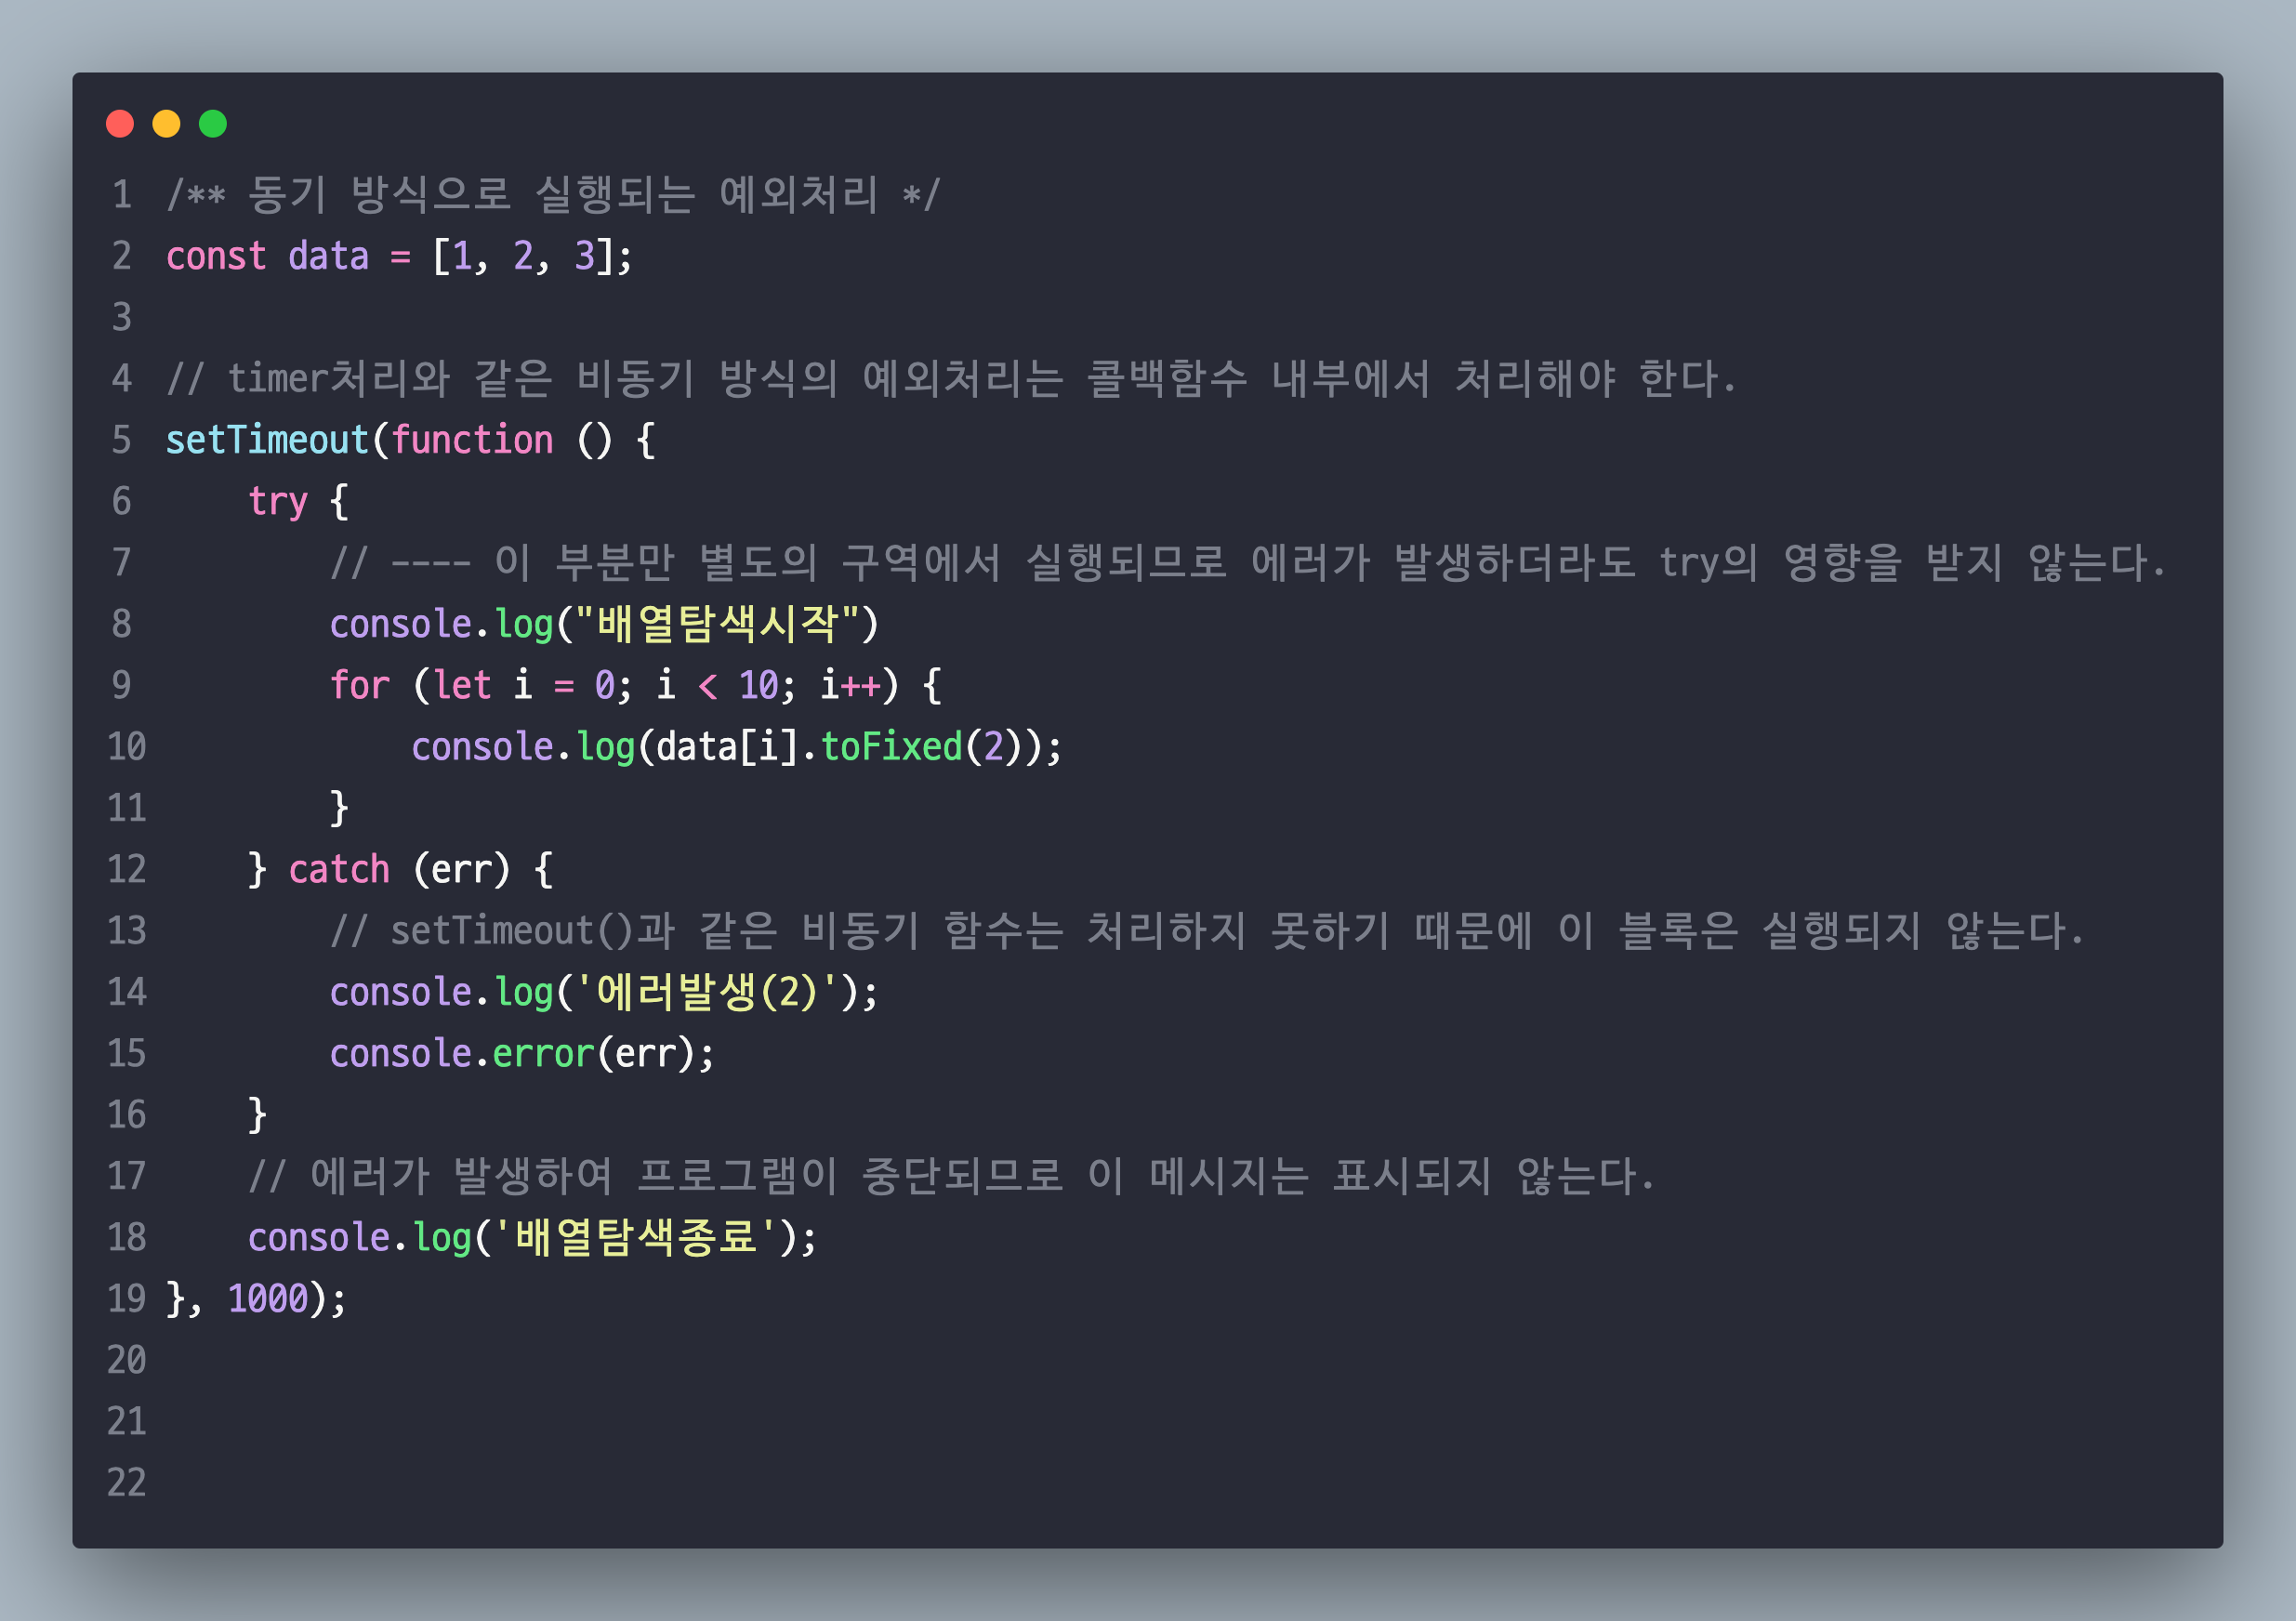 1 /** 동기 방식으로 실행되는 예외처리 */
2 const data = [1, 2, 3];
3
4 // timer처리와 같은 비동기 방식의 예외처리는 콜백함수 내부에서 처리해야 한다.
5 setTimeout(function () {
6     try {
7         // ---- 이 부분만 별도의 구역에서 실행되므로 에러가 발생하더라도 try의 영향을 받지 않는다.
8         console.log("배열탐색시작")
9         for (let i = 0; i < 10; i++) {
10             console.log(data[i].toFixed(2));
11         }
12     } catch (err) {
13         // setTimeout()과 같은 비동기 함수는 처리하지 못하기 때문에 이 블록은 실행되지 않는다.
14         console.log('에러발생(2)');
15         console.error(err);
16     }
17     // 에러가 발생하여 프로그램이 중단되므로 이 메시지는 표시되지 않는다.
18     console.log('배열탐색종료');
19 }, 1000);
20
21
22